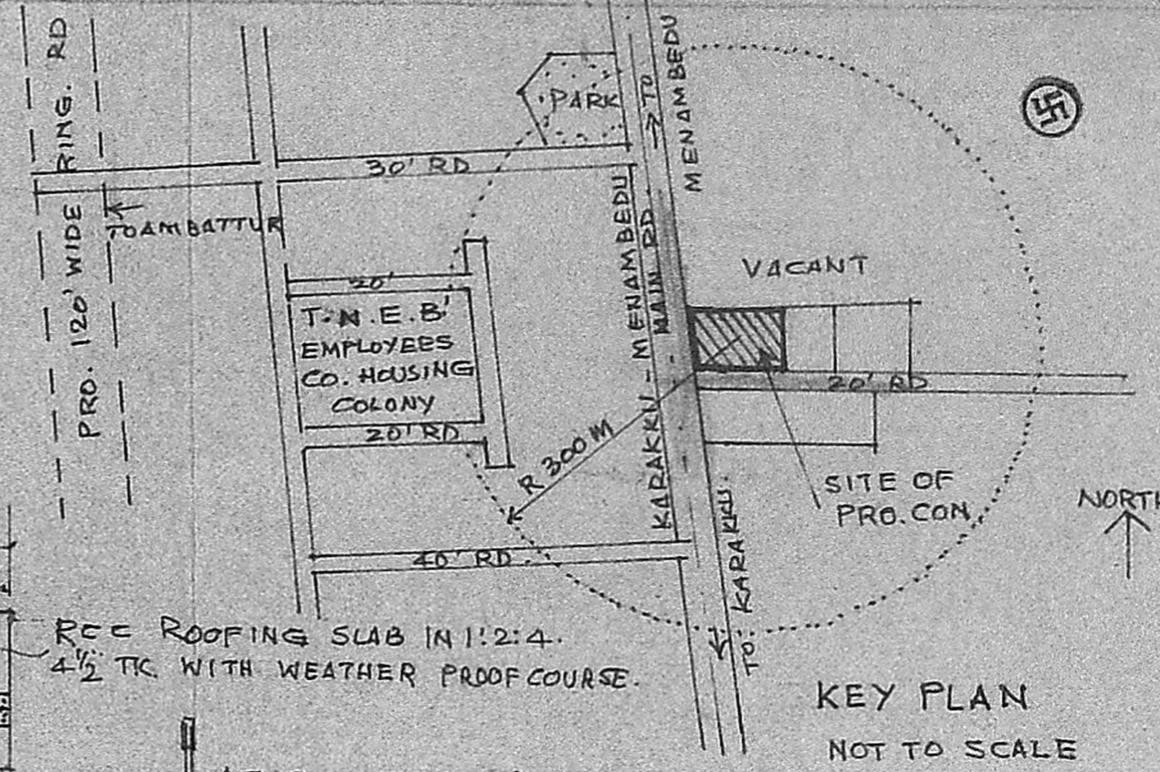 PRO. 120' WIDE RING. RD
TO AMBATTUR
30' RD
PARK
TO MENAMBEDU
KARAKKU - MENAMBEDU
MAIN RD.
VACANT
20'
T.N.E.B'
EMPLOYEES
CO. HOUSING
COLONY
20' RD
20' RD
R 300 M
SITE OF
PRO. CON.
NORTH
40' RD.
TO: KARAKKU.
RCC ROOFING SLAB IN 1:2:4.
4½" TK. WITH WEATHER PROOF COURSE.
KEY PLAN
NOT TO SCALE